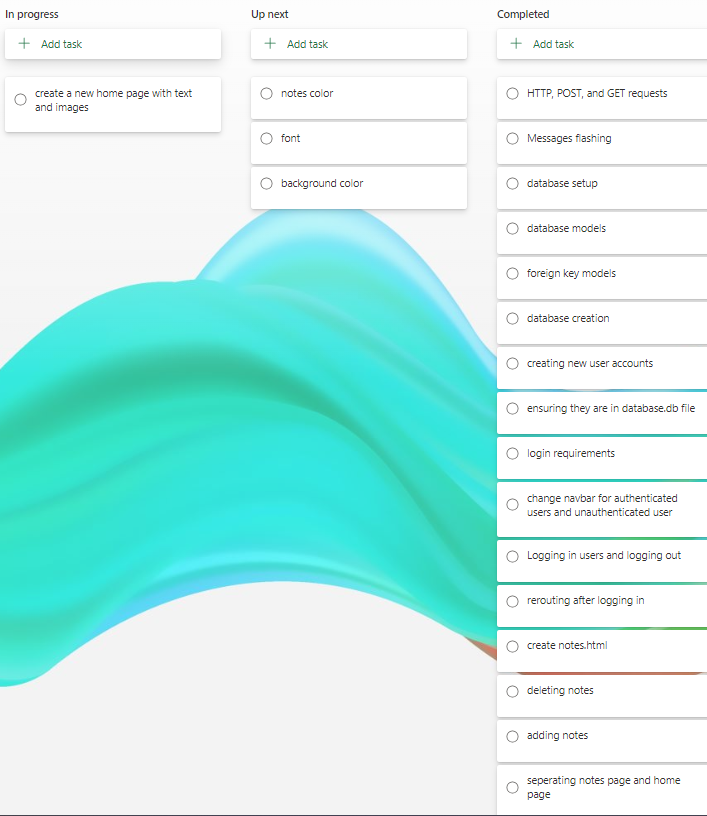 In progress
Add task
create a new home page with text
and images
Up next
Add task
notes color
font
background color
Completed
Add task
HTTP, POST, and GET requests
Messages flashing
database setup
database models
foreign key models
database creation
creating new user accounts
ensuring they are in database.db file
login requirements
change navbar for authenticated
users and unauthenticated user
Logging in users and logging out
rerouting after logging in
create notes.html
deleting notes
adding notes
seperating notes page and home
page